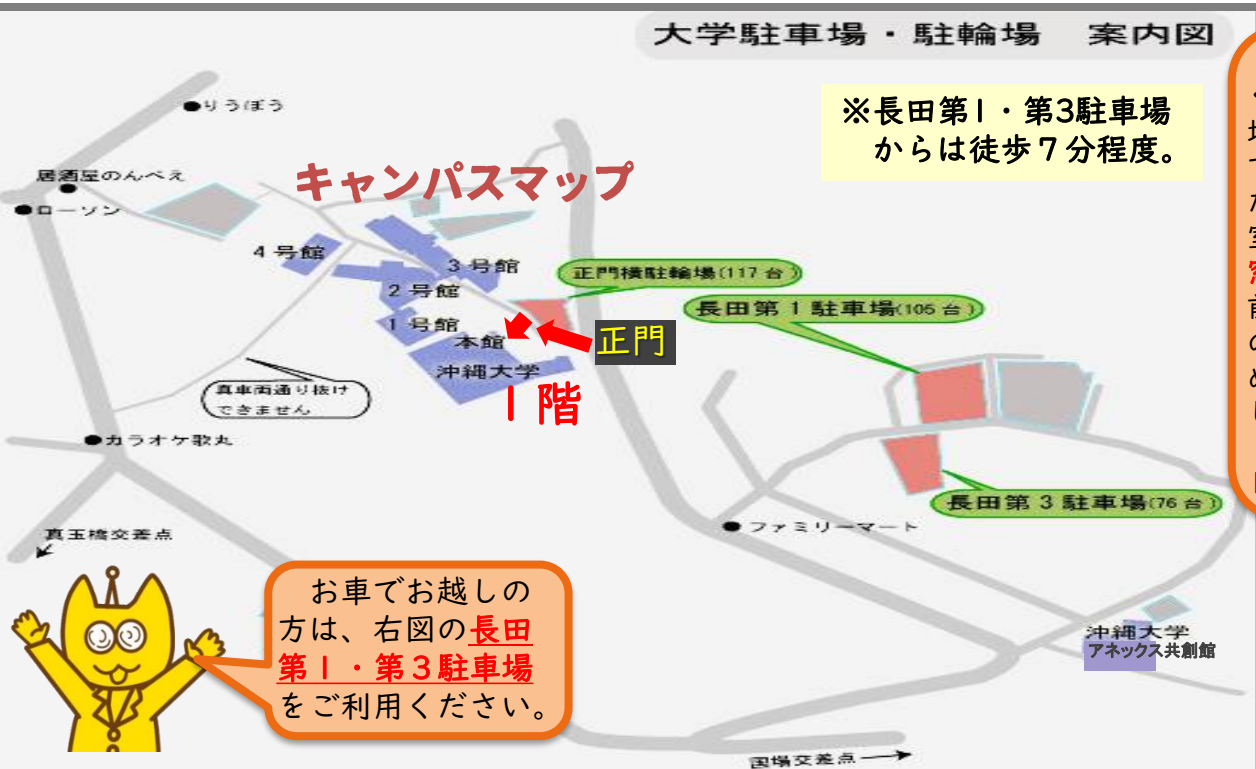 大学駐車場・駐輪場　案内図
※長田第1・第3駐車場
からは徒歩７分程度。
●りうぼう
居酒屋のんべえ
●ローソン
キャンパスマップ
4 号館
3 号館
2 号館
1 号館
本館
沖縄大学
1階
正門横駐輪場(117 台)
正門
長田第 1 駐車場(105 台)
長田第 3 駐車場(76 台)
真車両通り抜け
できません
●カラオケ歌丸
真玉橋交差点
●ファミリーマート
お車でお越しの
方は、右図の長田
第１・第３駐車場
をご利用ください。
沖縄大学
アネックス共創館
国場交差点